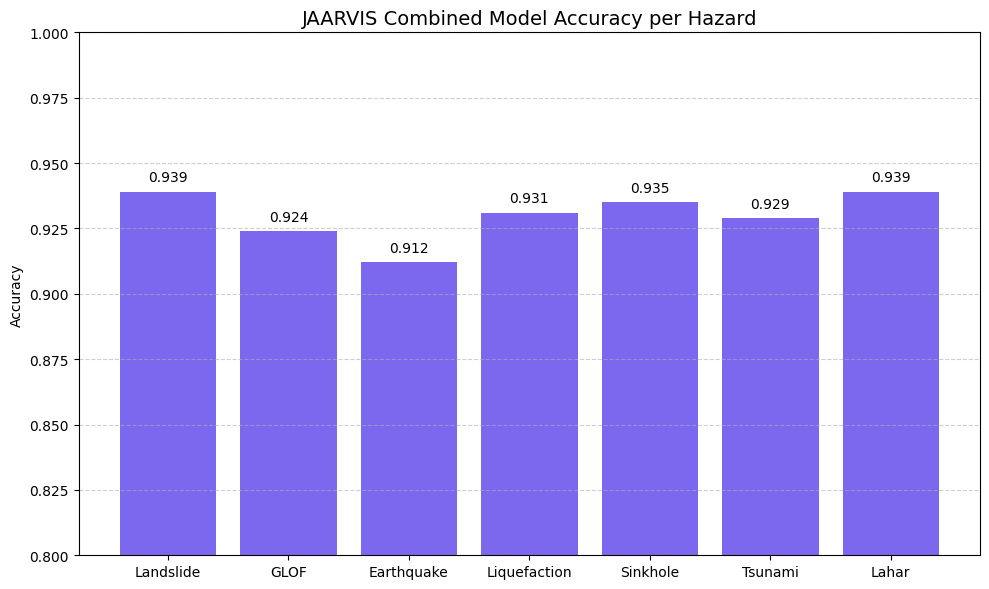 JAARVIS Combined Model Accuracy per Hazard
Accuracy
1.000
0.975
0.950
0.925
0.900
0.875
0.850
0.825
0.800
0.939
0.924
0.912
0.931
0.935
0.929
0.939
Landslide
GLOF
Earthquake
Liquefaction
Sinkhole
Tsunami
Lahar